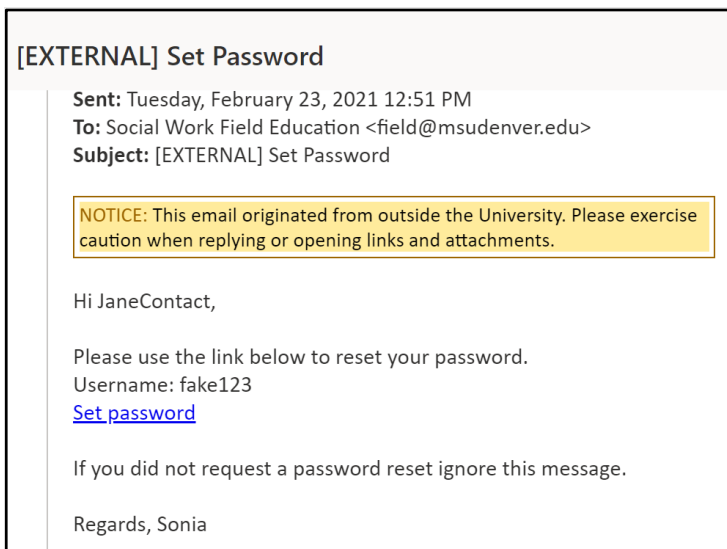 [EXTERNAL] Set Password
Sent: Tuesday, February 23, 2021 12:51 PM
To: Social Work Field Education <field@msudenver.edu>
Subject: [EXTERNAL] Set Password
NOTICE: This email originated from outside the University. Please exercise
caution when replying or opening links and attachments.
Hi JaneContact,
Please use the link below to reset your password.
Username: fake123
Set password
If you did not request a password reset ignore this message.
Regards, Sonia